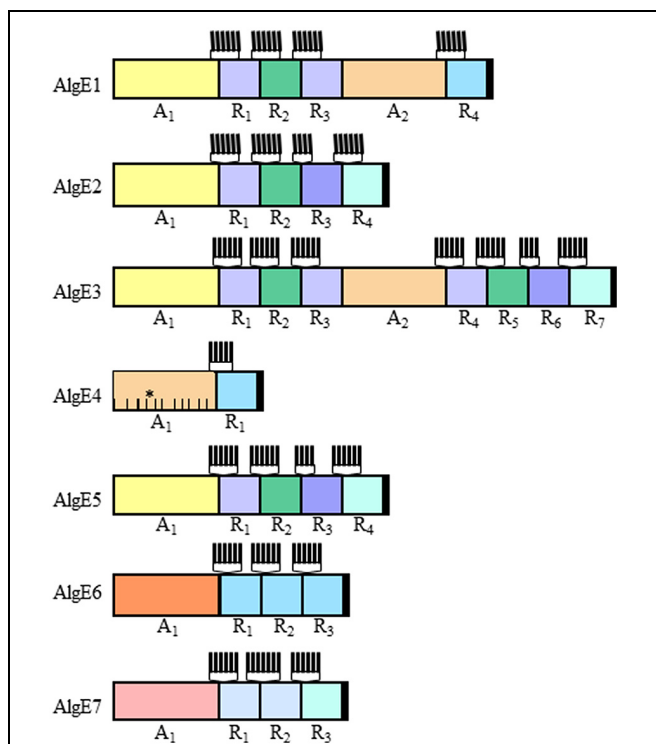 AlgE1
A₁ R₁ R₂ R₃ A₂ R₄
AlgE2
A₁ R₁ R₂ R₃ R₄
AlgE3
A₁ R₁ R₂ R₃ A₂ R₄ R₅ R₆ R₇
AlgE4
*
A₁ R₁
AlgE5
A₁ R₁ R₂ R₃ R₄
AlgE6
A₁ R₁ R₂ R₃
AlgE7
A₁ R₁ R₂ R₃